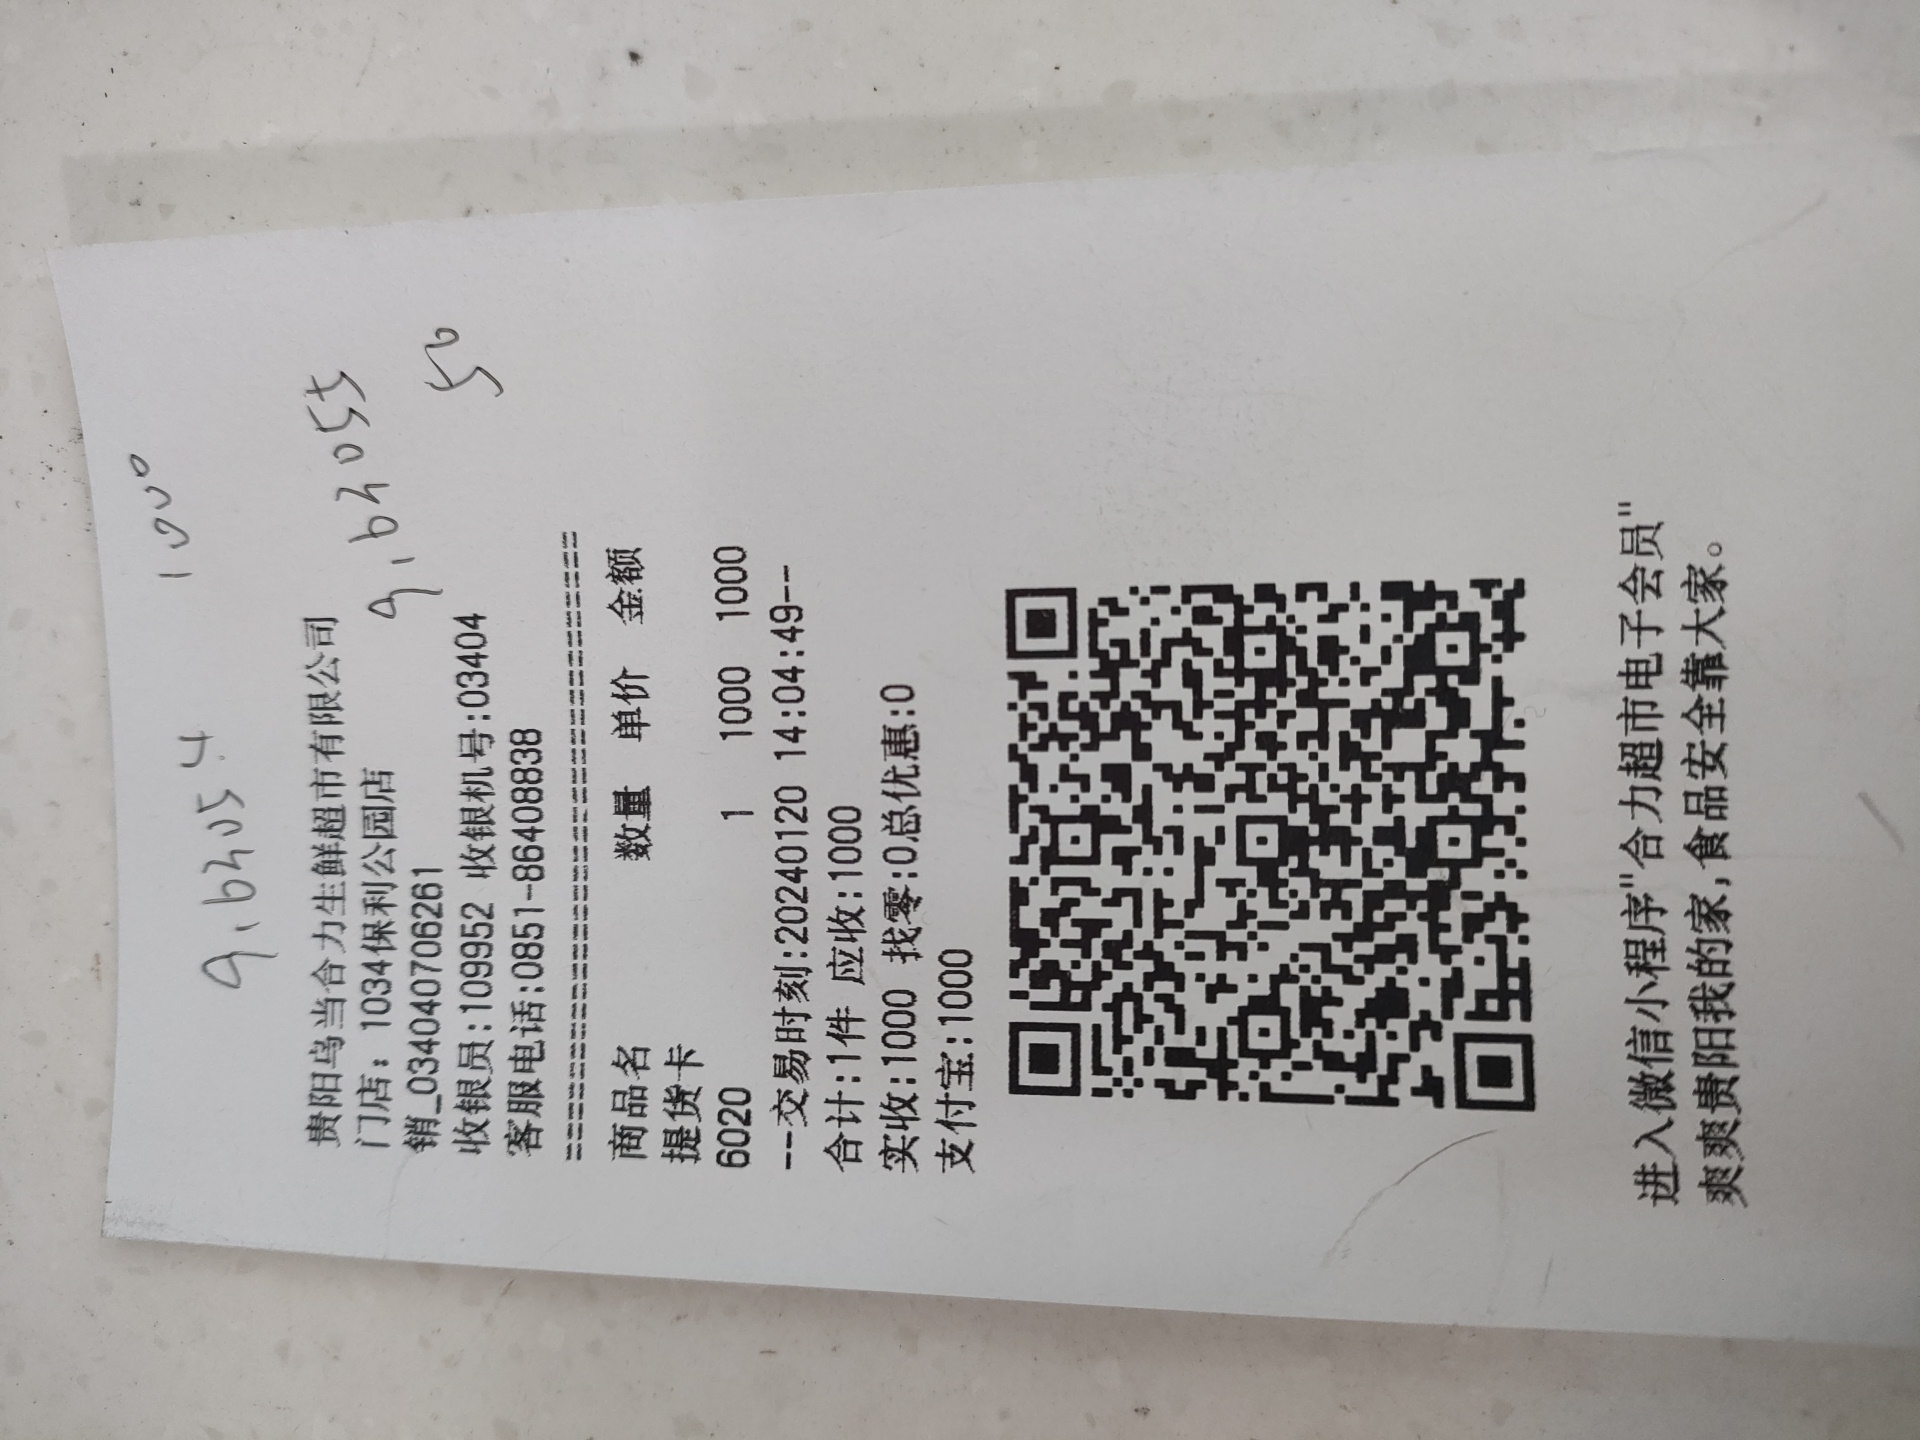 9162054 1000
贵阳乌当合力生鲜超市有限公司
门店: 1034保利公园店
9162055
销_03404070626​1
50
收银员:109952 收银机号:03404
客服电话:0851-86408838
================================
商品名 数量 单价 金额
提货卡
6020 1 1000 1000
--交易时刻:20240120 14:04:49--
合计:1件 应收:1000
实收:1000 找零:0总优惠:0
支付宝:1000
进入微信小程序"合力超市电子会员"
爽爽贵阳我的家,食品安全靠大家。